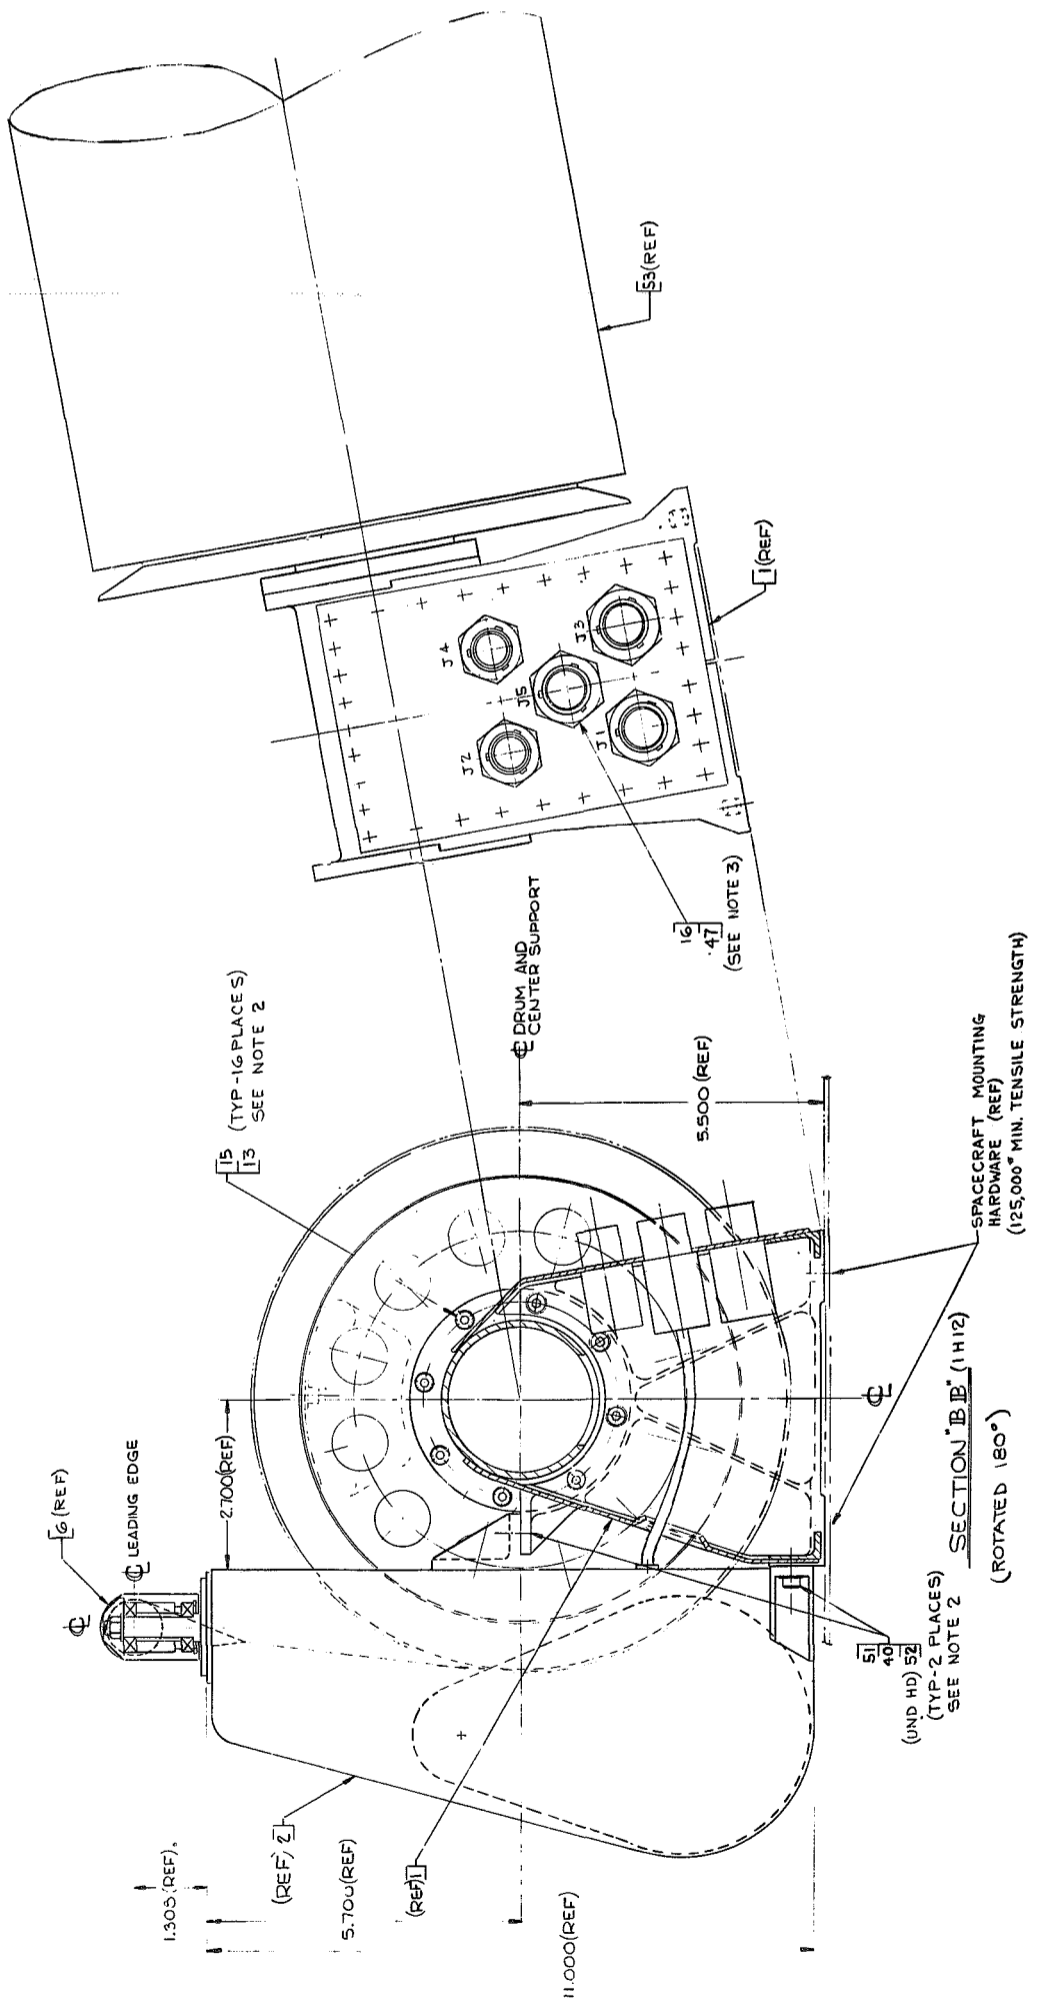 53(REF)
1(REF)
J4
J3
J5
J2
J1
16
47
(SEE NOTE 3)
15 (TYP-16 PLACES)
13 SEE NOTE 2
℄ DRUM AND
CENTER SUPPORT
5.500 (REF)
SPACECRAFT MOUNTING
HARDWARE (REF)
(125,000# MIN. TENSILE STRENGTH)
6(REF)
℄
℄ LEADING EDGE
2.700(REF)
℄
SECTION "BB" (1H12)
(ROTATED 180°)
51
40
(UND HD) 52
(TYP-2 PLACES)
SEE NOTE 2
(REF) 2
(REF) 1
1.305 (REF)
5.700 (REF)
11.000 (REF)